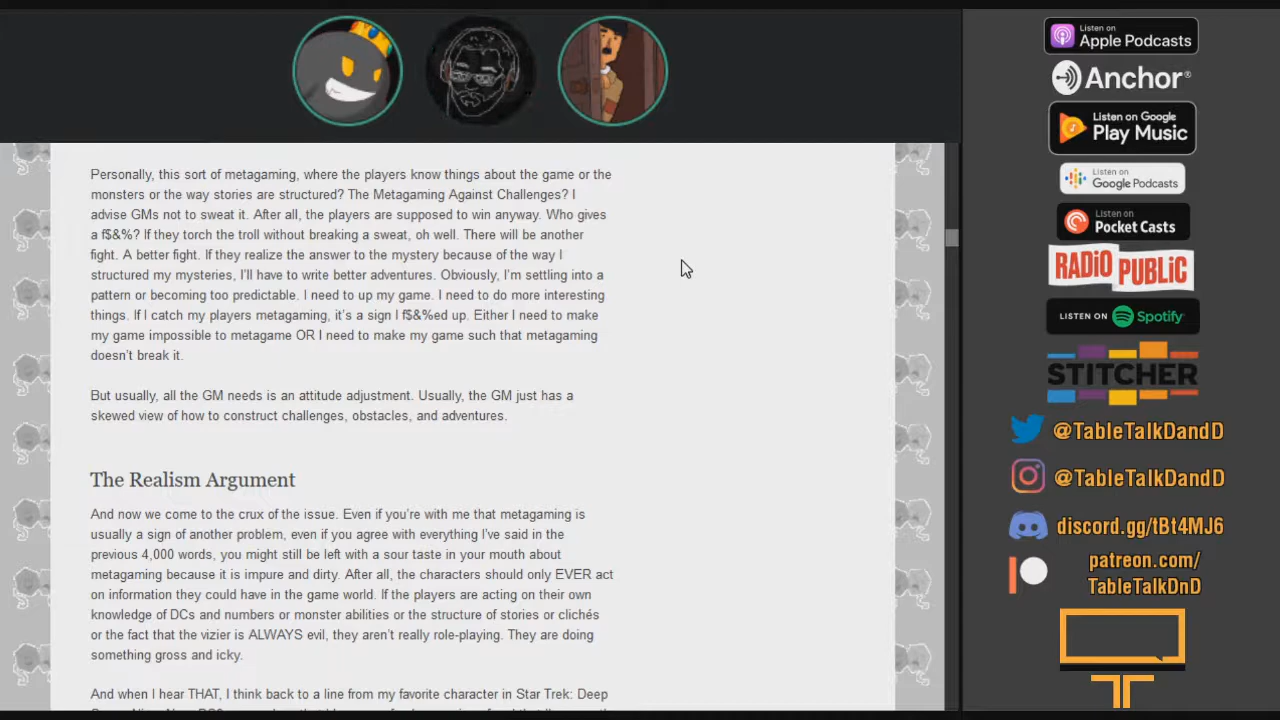 Personally, this sort of metagaming, where the players know things about the game or the
monsters or the way stories are structured? The Metagaming Against Challenges? I
advise GMs not to sweat it. After all, the players are supposed to win anyway. Who gives
a f$&%? If they torch the troll without breaking a sweat, oh well. There will be another
fight. A better fight. If they realize the answer to the mystery because of the way I
structured my mysteries, I'll have to write better adventures. Obviously, I'm settling into a
pattern or becoming too predictable. I need to up my game. I need to do more interesting
things. If I catch my players metagaming, it's a sign I f$&%ed up. Either I need to make
my game impossible to metagame OR I need to make my game such that metagaming
doesn't break it.
But usually, all the GM needs is an attitude adjustment. Usually, the GM just has a
skewed view of how to construct challenges, obstacles, and adventures.
The Realism Argument
And now we come to the crux of the issue. Even if you're with me that metagaming is
usually a sign of another problem, even if you agree with everything I've said in the
previous 4,000 words, you might still be left with a sour taste in your mouth about
metagaming because it is impure and dirty. After all, the characters should only EVER act
on information they could have in the game world. If the players are acting on their own
knowledge of DCs and numbers or monster abilities or the structure of stories or clichés
or the fact that the vizier is ALWAYS evil, they aren't really role-playing. They are doing
something gross and icky.
And when I hear THAT, I think back to a line from my favorite character in Star Trek: Deep
Listen on
Apple Podcasts
Anchor®
Listen on Google
Play Music
Listen on
Google Podcasts
Listen on
Pocket Casts
RADiO PUBLiC
LISTEN ON Spotify
STITCHER
@TableTalkDandD
@TableTalkDandD
discord.gg/tBt4MJ6
patreon.com/
TableTalkDnD